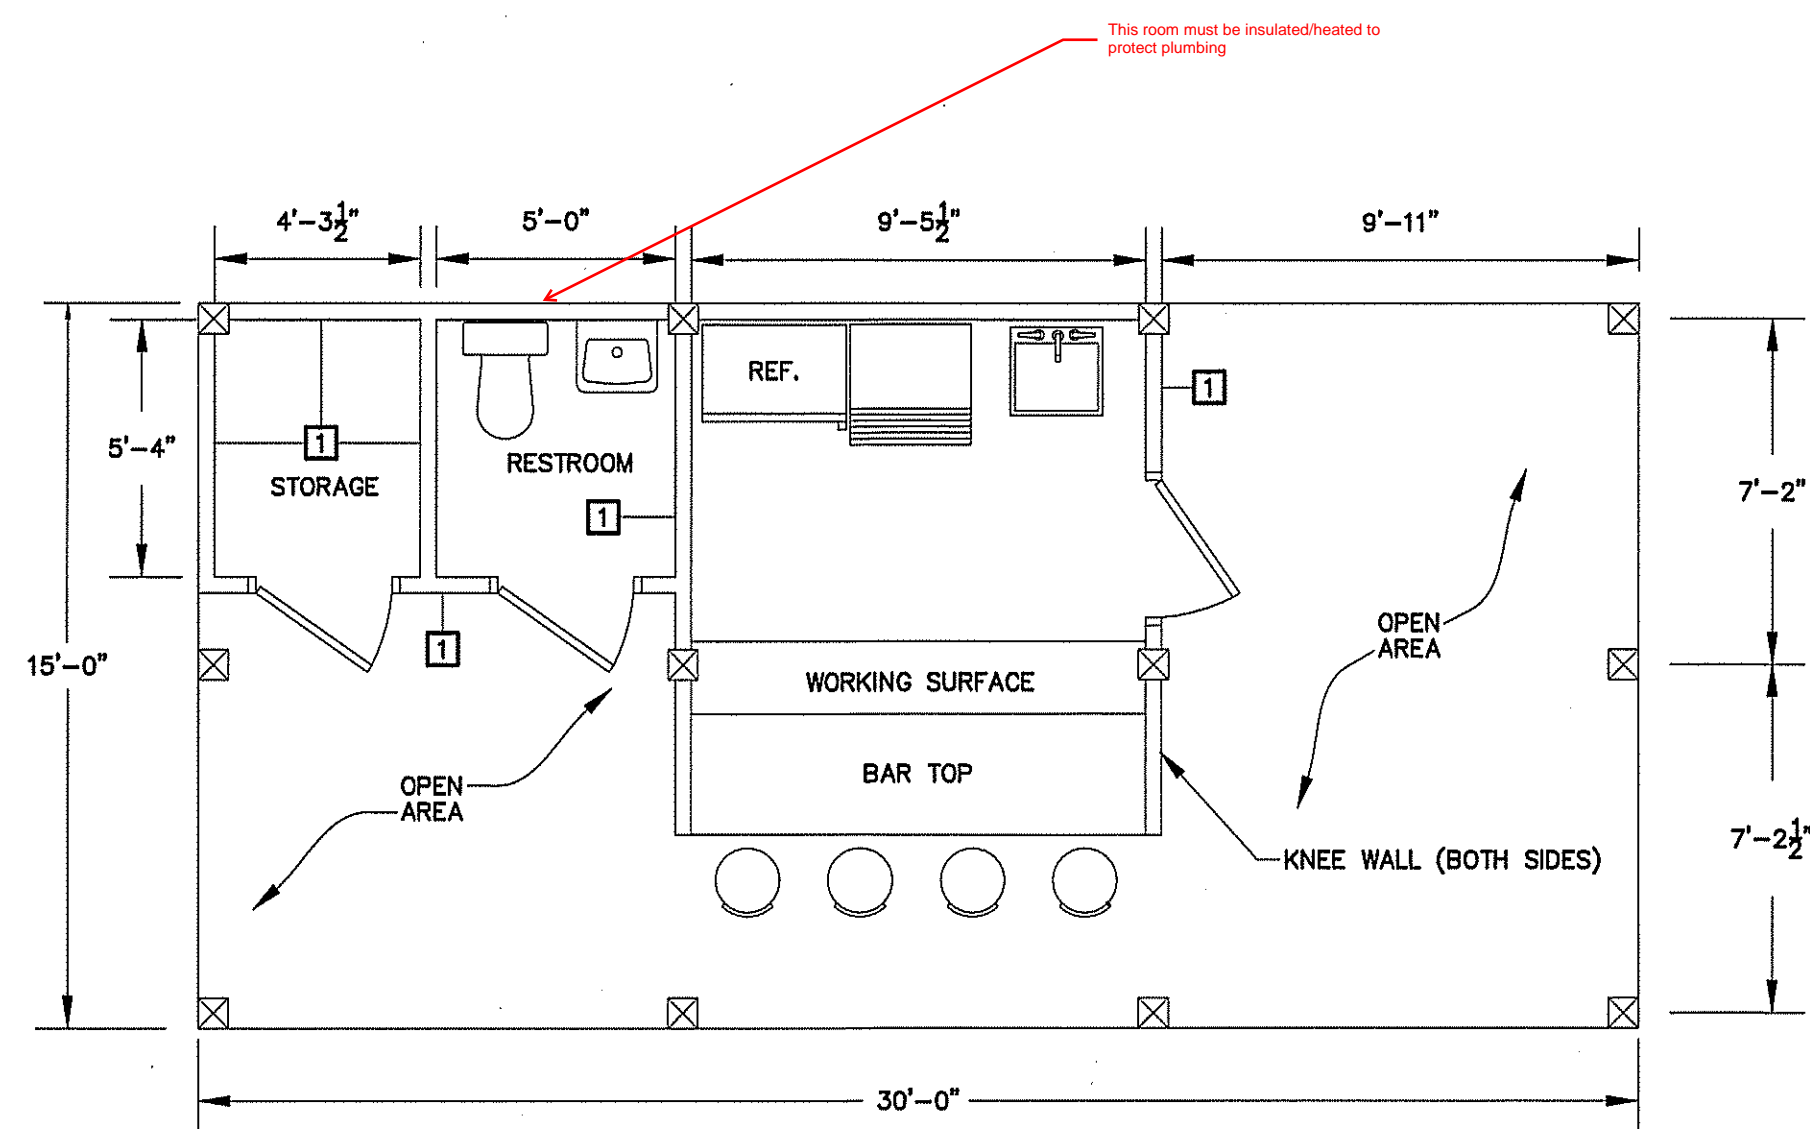 This room must be insulated/heated to
protect plumbing
4'-3½"
5'-0"
9'-5½"
9'-11"
REF.
1
5'-4"
1
RESTROOM
STORAGE
7'-2"
1
OPEN
AREA
1
15'-0"
WORKING SURFACE
BAR TOP
OPEN
AREA
7'-2½"
KNEE WALL (BOTH SIDES)
30'-0"